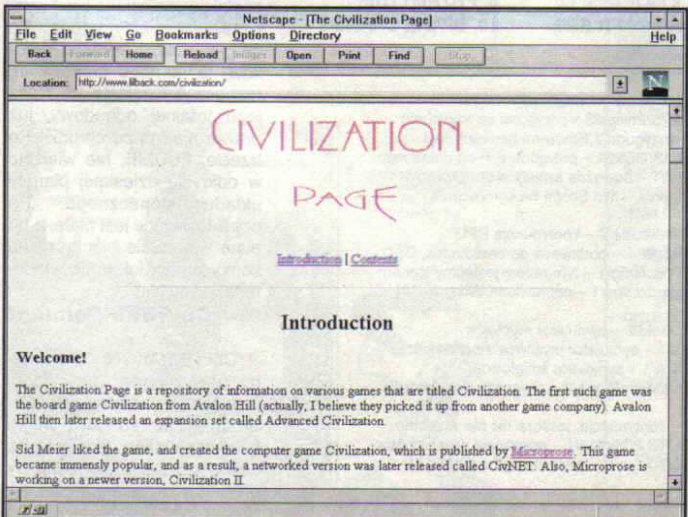 Netscape - [The Civilization Page]
File Edit View Go Bookmarks Options Directory Help
Back Forward Home Reload Images Open Print Find Stop
Location: http://www.lilback.com/civilization/
N
CIVILIZATION
PAGE
Introduction | Contents
Introduction
Welcome!
The Civilization Page is a repository of information on various games that are titled Civilization. The first such game was
the board game Civilization from Avalon Hill (actually, I believe they picked it up from another game company). Avalon
Hill then later released an expansion set called Advanced Civilization.
Sid Meier liked the game, and created the computer game Civilization, which is published by Microprose. This game
became immensly popular, and as a result, a networked version was later released called CivNET. Also, Microprose is
working on a newer version, Civilization II.